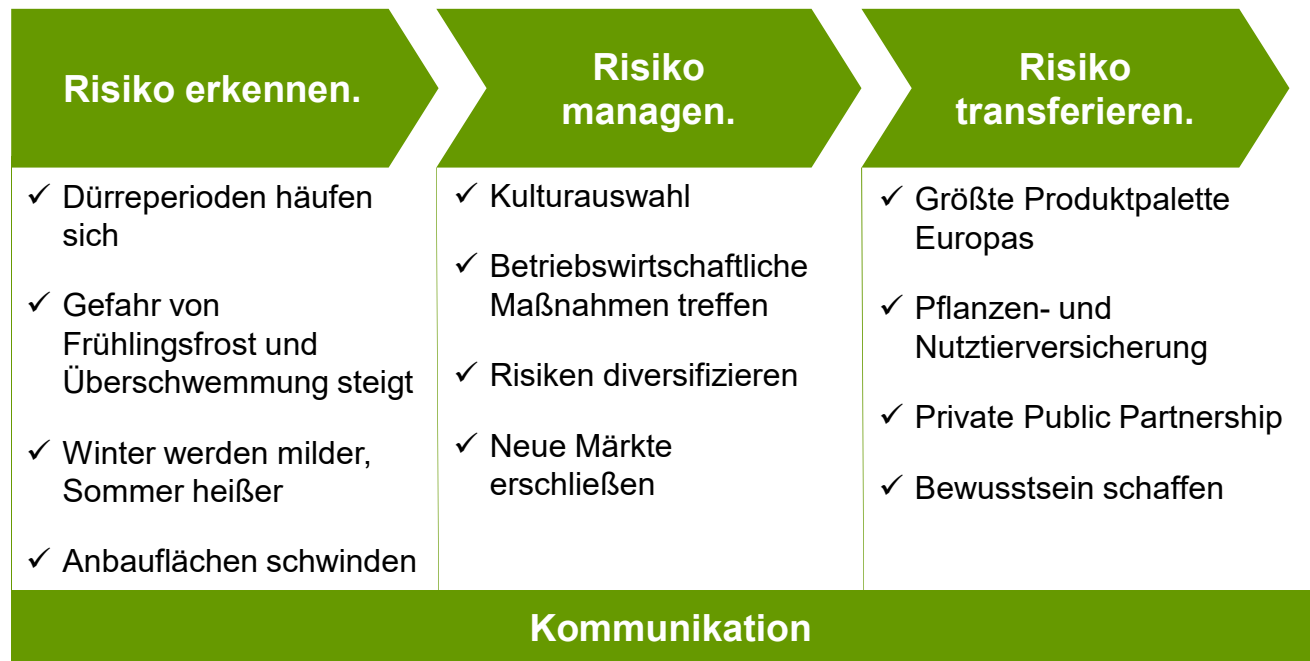 Risiko erkennen.
✓ Dürreperioden häufen
sich
✓ Gefahr von
Frühlingsfrost und
Überschwemmung steigt
✓ Winter werden milder,
Sommer heißer
✓ Anbauflächen schwinden
Risiko
managen.
✓ Kulturauswahl
✓ Betriebswirtschaftliche
Maßnahmen treffen
✓ Risiken diversifizieren
✓ Neue Märkte
erschließen
Risiko
transferieren.
✓ Größte Produktpalette
Europas
✓ Pflanzen- und
Nutztierversicherung
✓ Private Public Partnership
✓ Bewusstsein schaffen
Kommunikation